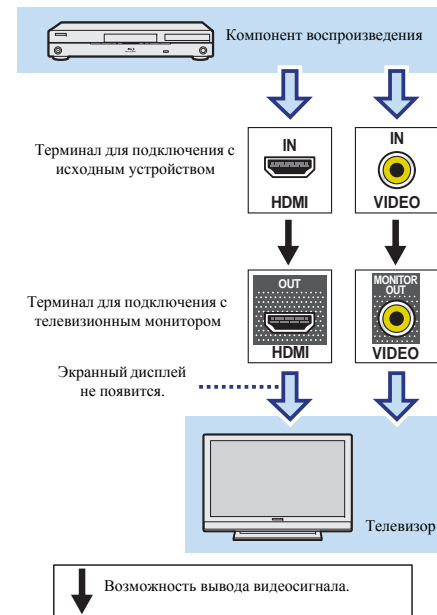 Компонент воспроизведения
Терминал для подключения с
исходным устройством
IN
HDMI
IN
VIDEO
Терминал для подключения с
телевизионным монитором
OUT
HDMI
MONITOR
OUT
VIDEO
Экранный дисплей
не появится.
Телевизор
Возможность вывода видеосигнала.